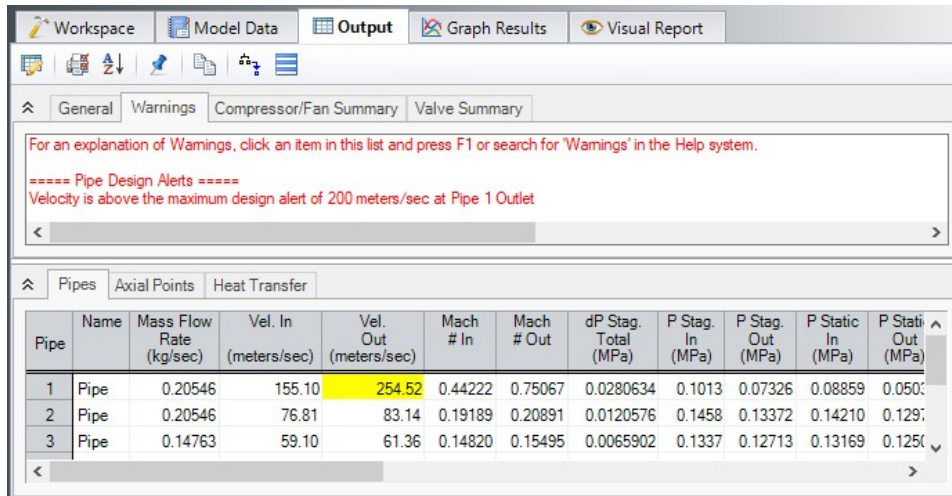 Workspace Model Data Output Graph Results Visual Report
General Warnings Compressor/Fan Summary Valve Summary
For an explanation of Warnings, click an item in this list and press F1 or search for 'Warnings' in the Help system.
===== Pipe Design Alerts =====
Velocity is above the maximum design alert of 200 meters/sec at Pipe 1 Outlet
Pipes Axial Points Heat Transfer
Pipe Name Mass Flow Rate (kg/sec) Vel. In (meters/sec) Vel. Out (meters/sec) Mach # In Mach # Out dP Stag. Total (MPa) P Stag. In (MPa) P Stag. Out (MPa) P Static In (MPa) Out (MPa)
1 Pipe 0.20546 155.10 254.52 0.44222 0.75067 0.0280634 0.1013 0.07326 0.08859
2 Pipe 0.20546 76.81 83.14 0.19189 0.20891 0.0120576 0.1458 0.13372 0.14210
3 Pipe 0.14763 59.10 61.36 0.14820 0.15495 0.0065902 0.1337 0.12713 0.13169